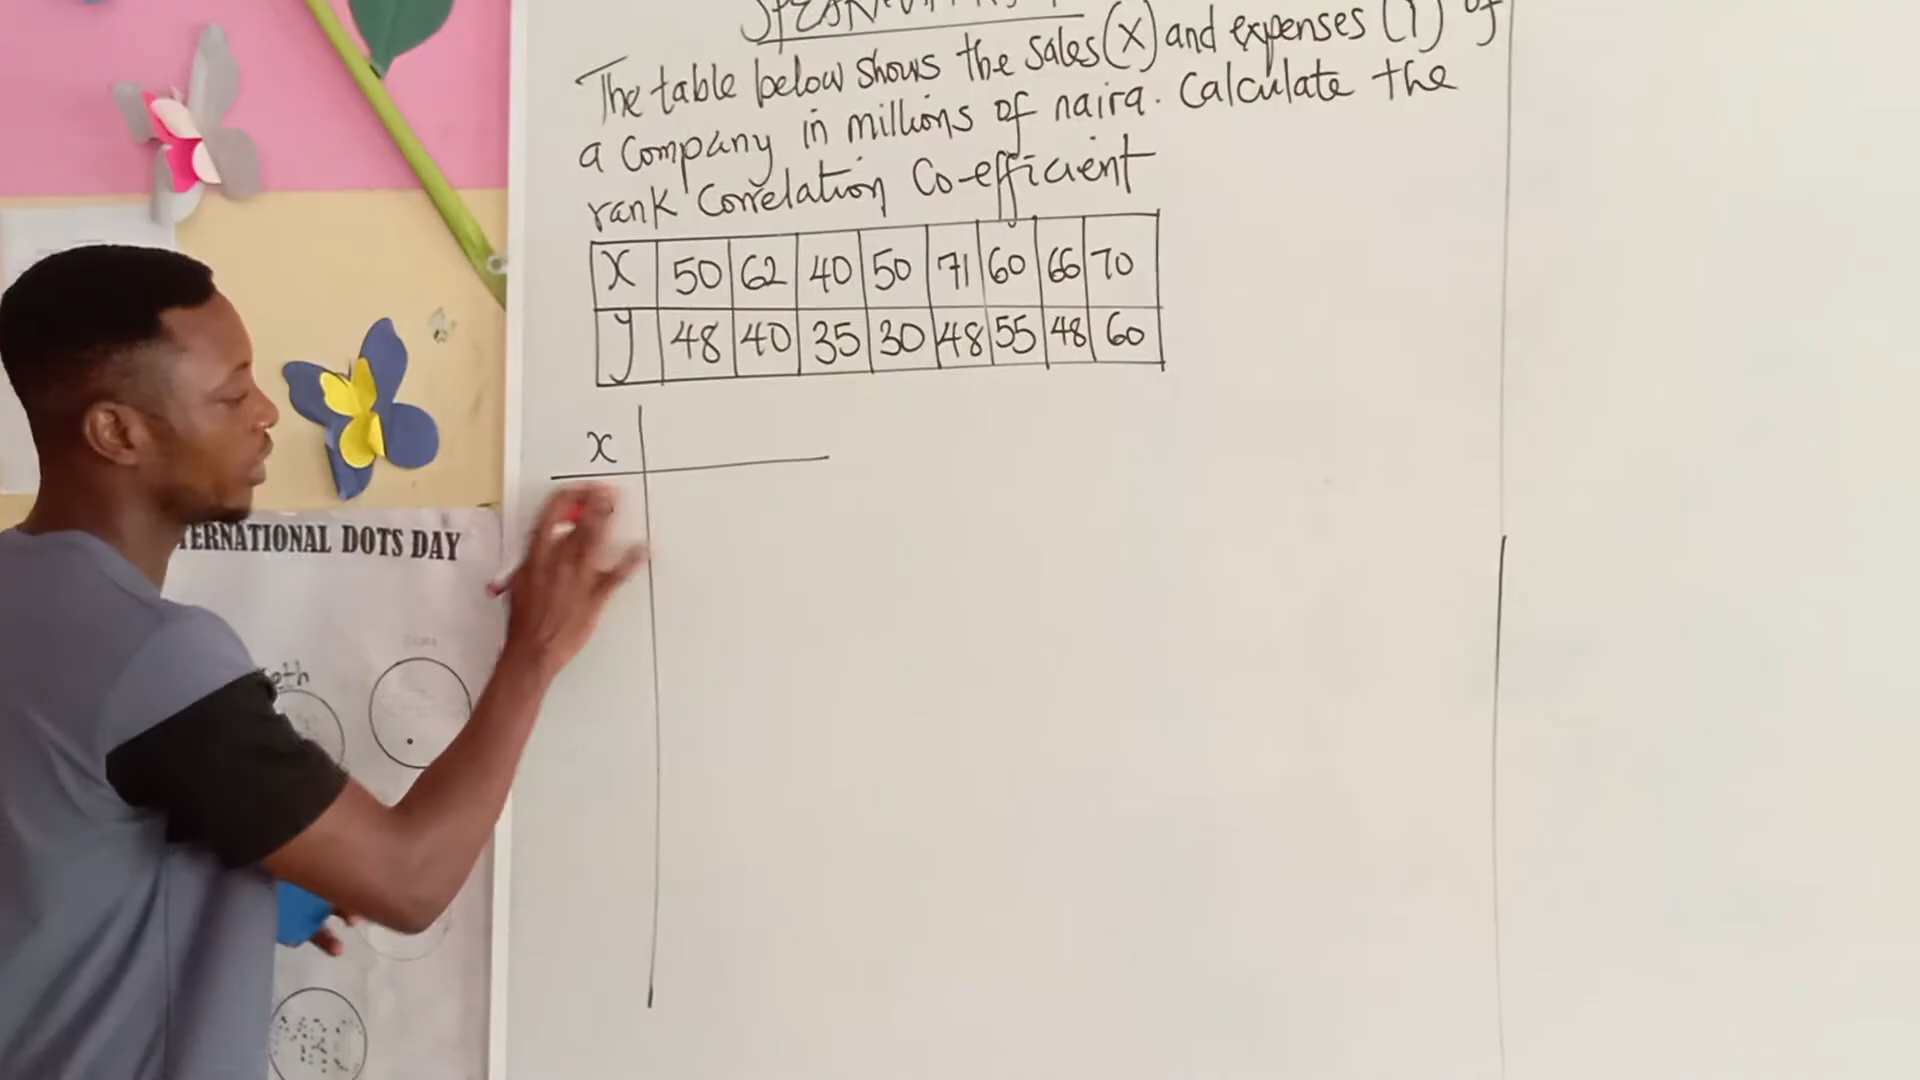 The table below shows the sales (X) and expenses (Y) of
a Company in millions of naira. Calculate the
rank Correlation Co-efficient
X 50 62 40 50 71 60 66 70
y 48 40 35 30 48 55 48 60
x
TERNATIONAL DOTS DAY